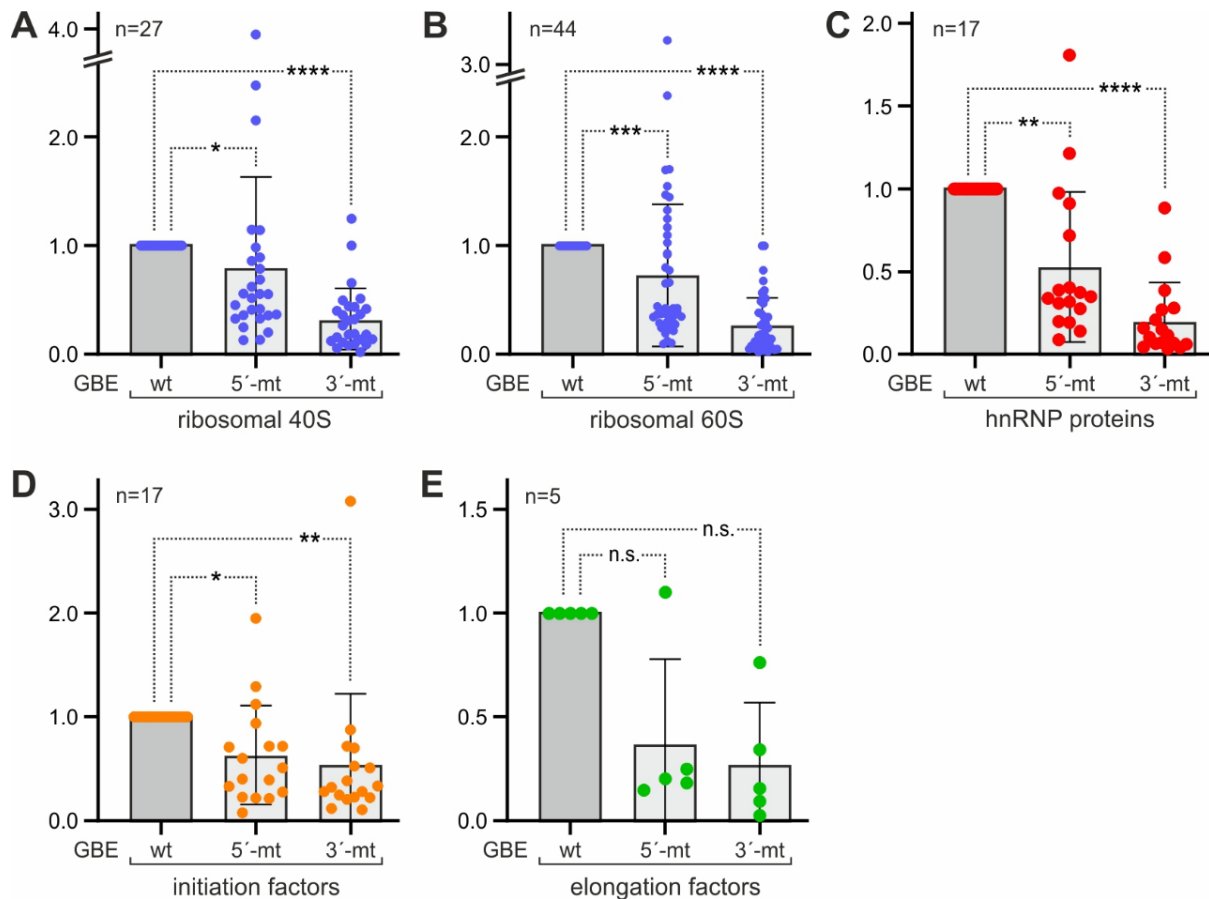 A
n=27
4.0
2.0
1.0
0.0
****
*
GBE wt 5´-mt 3´-mt
ribosomal 40S
B
n=44
3.0
2.0
1.0
0.0
****
***
GBE wt 5´-mt 3´-mt
ribosomal 60S
C
n=17
2.0
1.5
1.0
0.5
0.0
****
**
GBE wt 5´-mt 3´-mt
hnRNP proteins
D
n=17
3.0
2.0
1.0
0.0
**
*
GBE wt 5´-mt 3´-mt
initiation factors
E
n=5
1.5
1.0
0.5
0.0
n.s.
n.s.
GBE wt 5´-mt 3´-mt
elongation factors